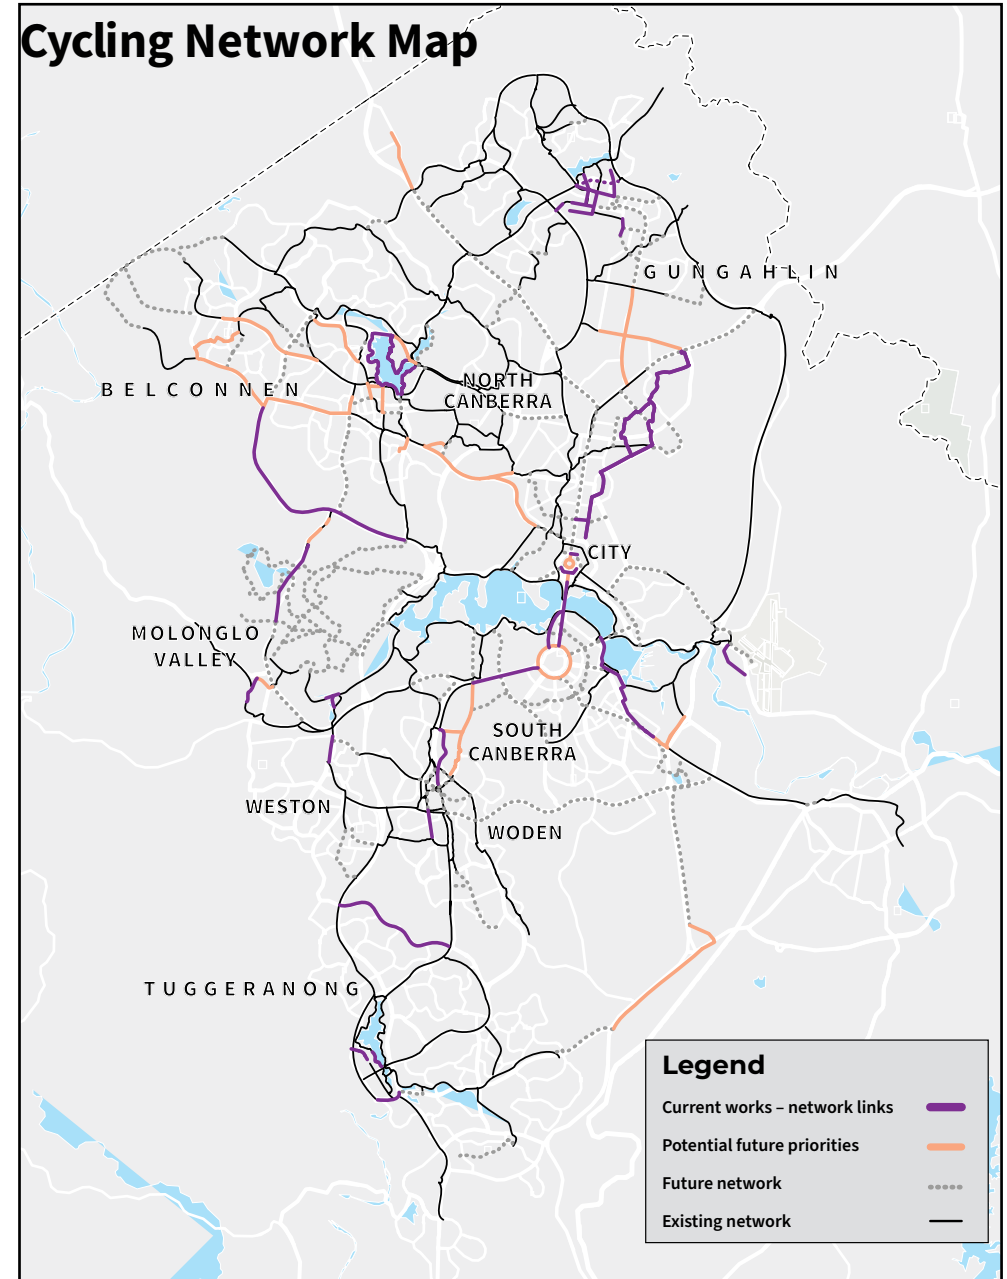 Cycling Network Map
GUNGAHLIN
BELCONNEN
NORTH
CANBERRA
CITY
MOLONGLO
VALLEY
SOUTH
CANBERRA
WESTON
WODEN
TUGGERANONG
Legend
Current works – network links
Potential future priorities
Future network
Existing network